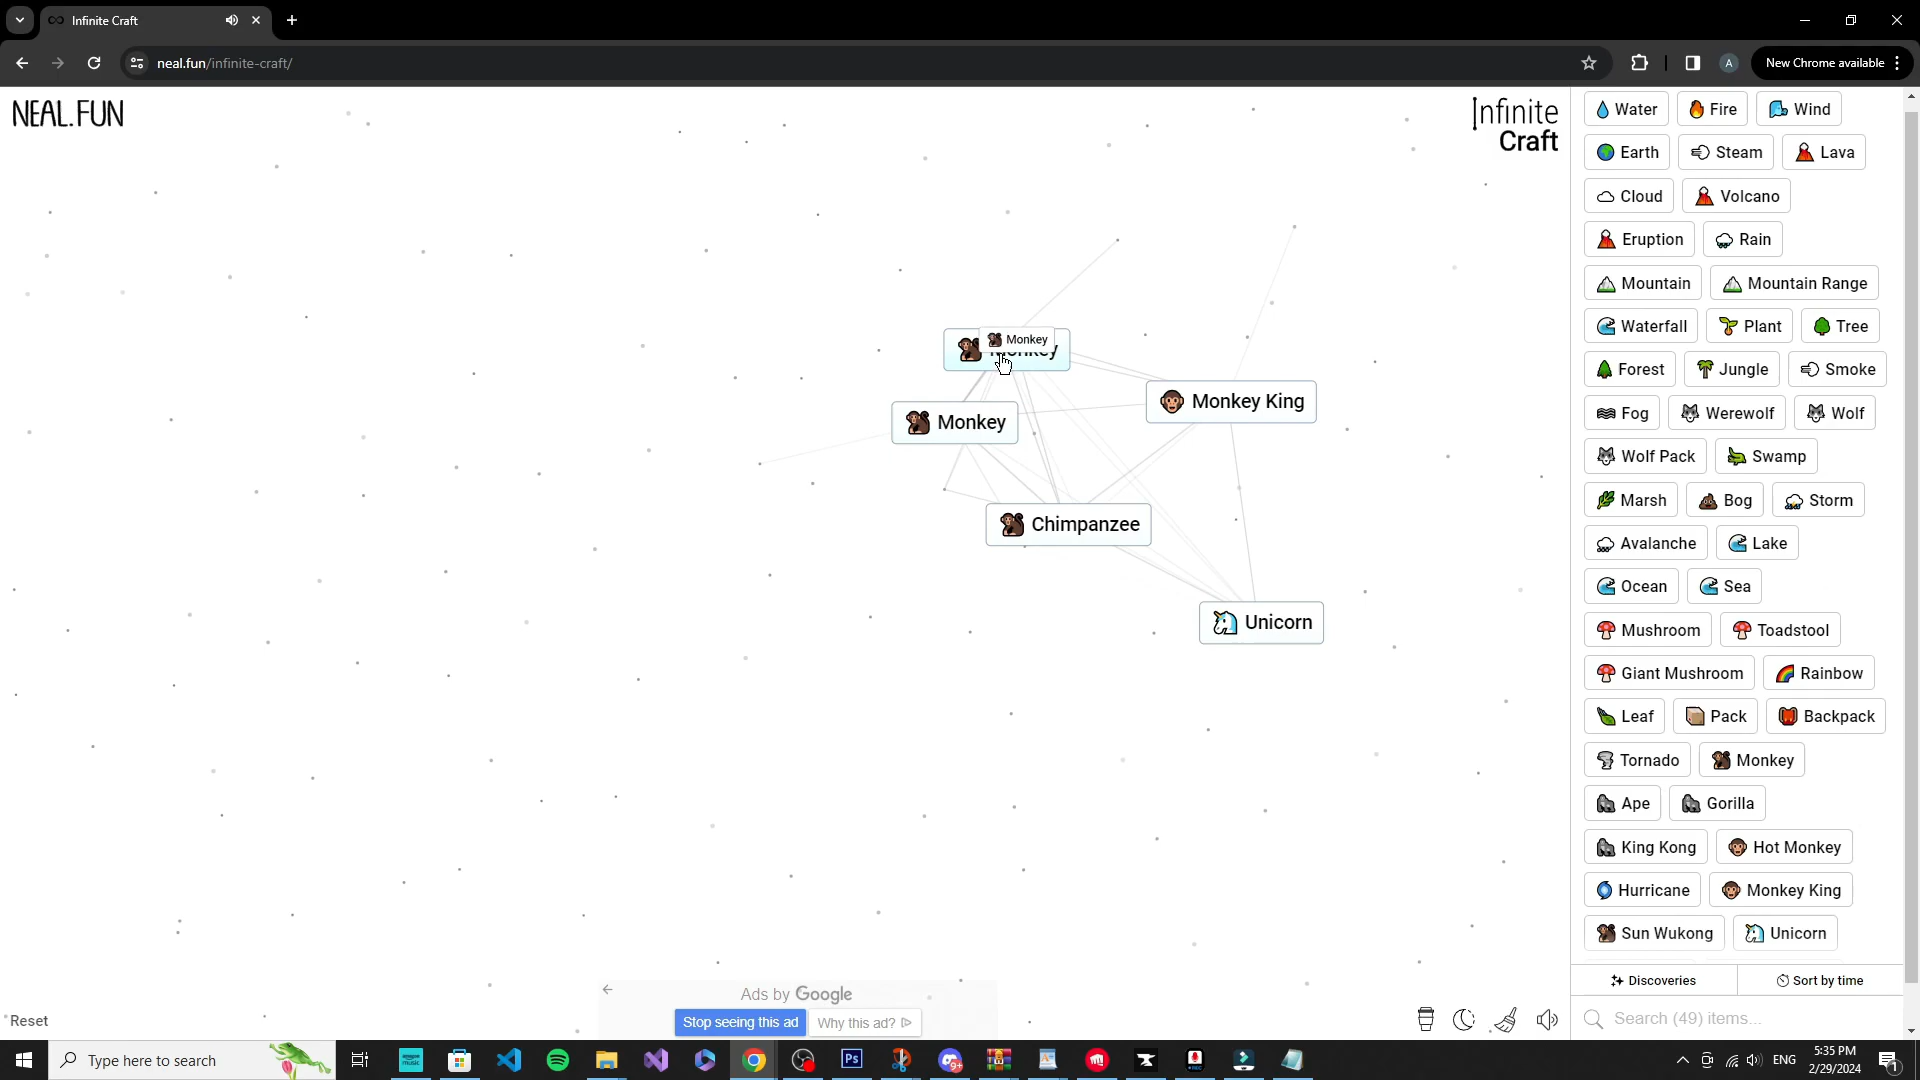 Infinite Craft
neal.fun/infinite-craft/
New Chrome available
NEAL.FUN
Infinite
Craft
Monkey
Monkey
Monkey King
Monkey
Chimpanzee
Unicorn
Water Fire Wind
Earth Steam Lava
Cloud Volcano
Eruption Rain
Mountain Mountain Range
Waterfall Plant Tree
Forest Jungle Smoke
Fog Werewolf Wolf
Wolf Pack Swamp
Marsh Bog Storm
Avalanche Lake
Ocean Sea
Mushroom Toadstool
Giant Mushroom Rainbow
Leaf Pack Backpack
Tornado Monkey
Ape Gorilla
King Kong Hot Monkey
Hurricane Monkey King
Sun Wukong Unicorn
Discoveries Sort by time
Search (49) items...
Ads by Google
Stop seeing this ad Why this ad?
Reset
Type here to search
ENG
5:35 PM
2/29/2024